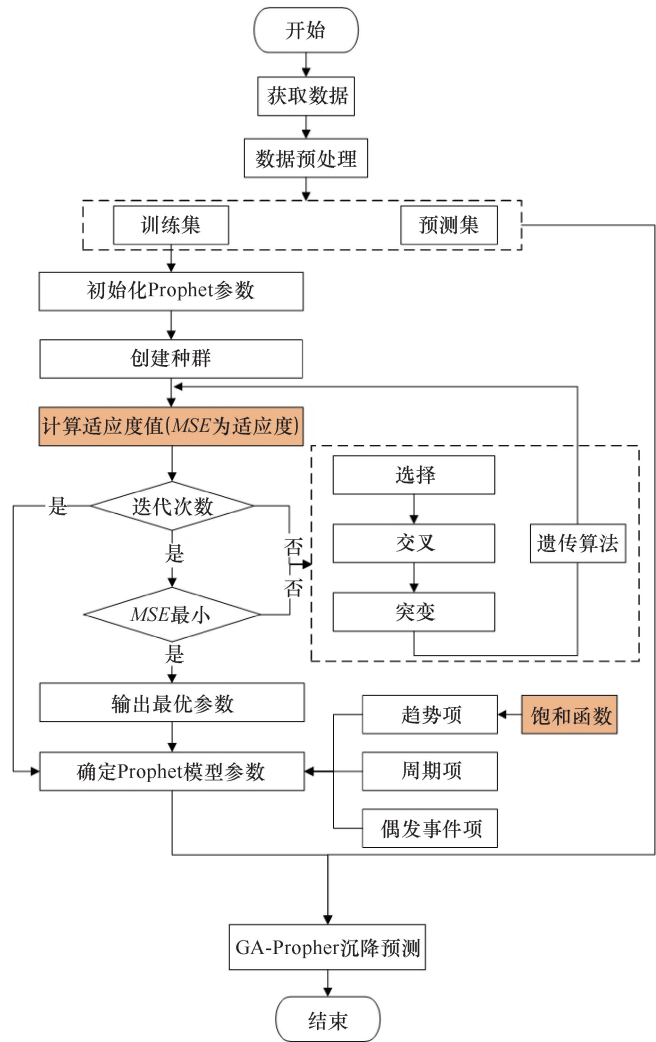 开始
获取数据
数据预处理
训练集
预测集
初始化Prophet参数
创建种群
计算适应度值(MSE为适应度)
选择
是
迭代次数
否
交叉
遗传算法
是
否
MSE最小
突变
是
输出最优参数
趋势项
饱和函数
确定Prophet模型参数
周期项
偶发事件项
GA-Propher沉降预测
结束